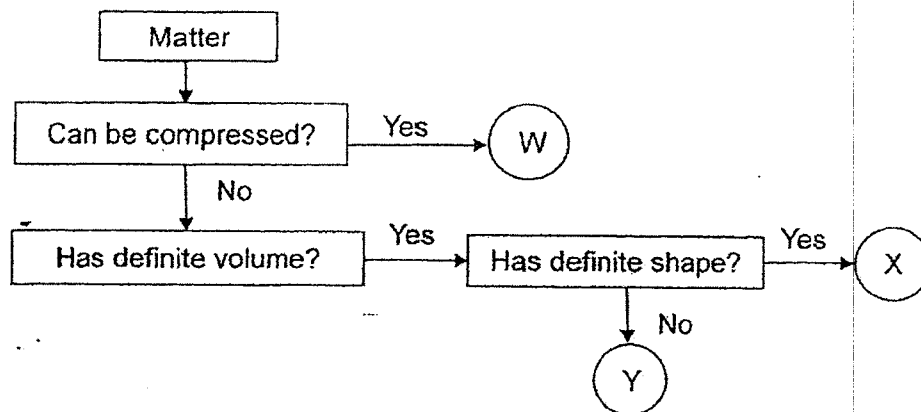 Matter
Can be compressed?
Yes
W
No
Has definite volume?
Yes
Has definite shape?
Yes
X
No
Y